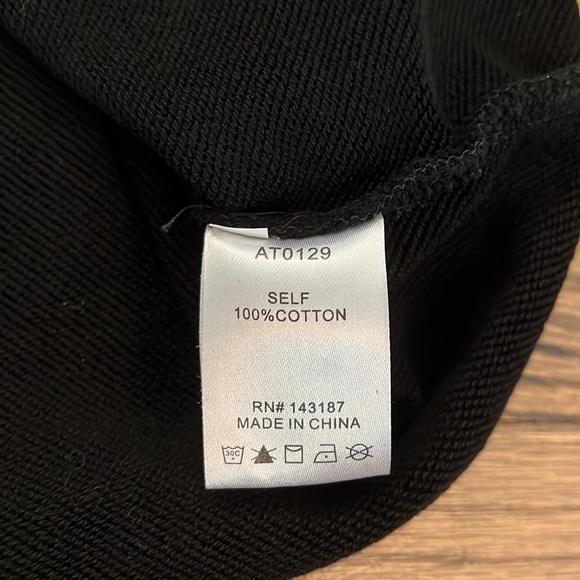 AT0129
SELF
100%COTTON
RN# 143187
MADE IN CHINA
30C